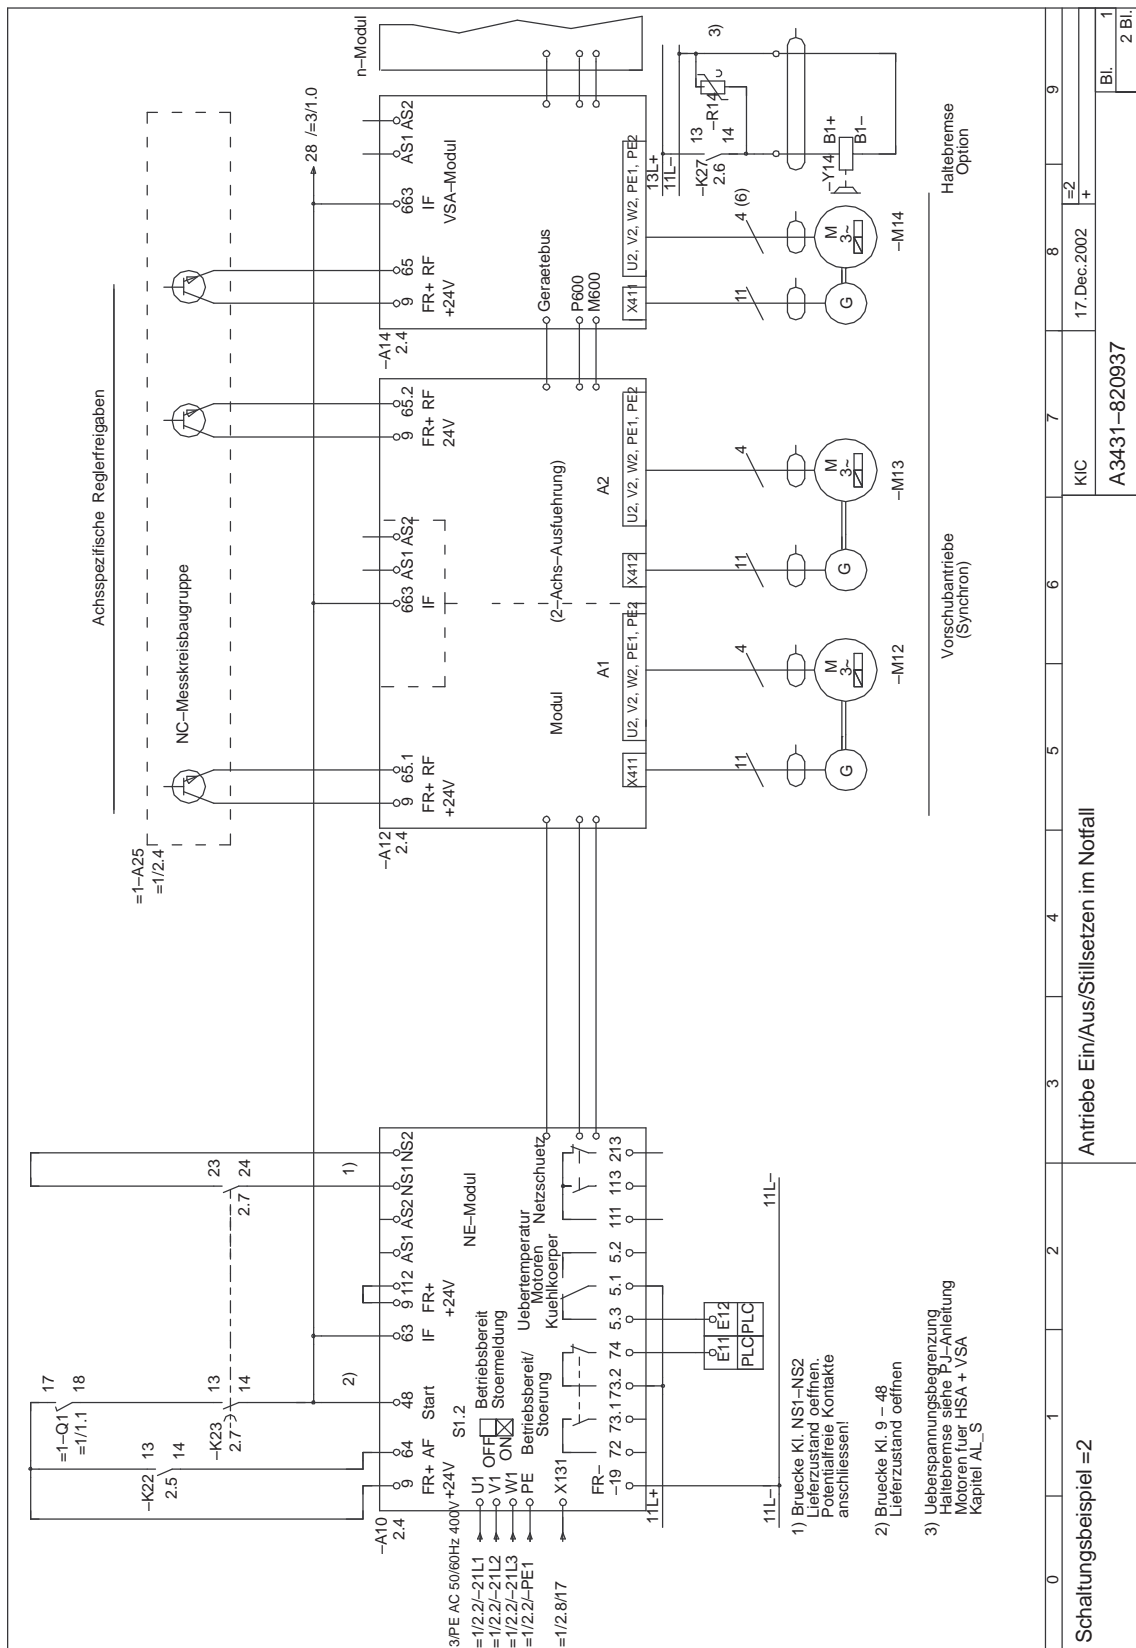 Achsspezifische Reglerfreigaben
=1–A25
=1/2.4
NC–Messkreisbaugruppe
17
18
=1–Q1
=1/1.1
13
14
–K22
2.5
13
14
–K23
2.7
23
24
2.7
1)
2)
28 /=3/1.0
–A10
2.4
9
64
48
63
9
112
AS1
AS2
NS1
NS2
FR+
AF
+24V
Start
IF
FR+
+24V
NE–Modul
S1.2
OFF
ON
Betriebsbereit
Stoermeldung
Betriebsbereit/
Stoerung
Uebertemperatur
Motoren
Kuehlkoerper
Netzschuetz
3/PE AC 50/60Hz 400V
=1/2.2/–21L1
=1/2.2/–21L2
=1/2.2/–21L3
=1/2.2/–PE1
=1/2.8/17
U1
V1
W1
PE
X131
FR–
–19
72
73.1
73.2
74
5.3
5.1
5.2
111
113
213
11L+
11L–
11L–
E11
E12
PLC
PLC
–A12
2.4
9
65.1
663
AS1
AS2
9
65.2
FR+
RF
+24V
IF
FR+
RF
24V
Modul
(2–Achs–Ausfuehrung)
A1
A2
X411
U2, V2, W2, PE1, PE2
X412
U2, V2, W2, PE1, PE2
11
4
11
4
G
M
3~
–M12
G
M
3~
–M13
–A14
2.4
9
65
663
AS1
AS2
FR+
RF
+24V
IF
VSA–Modul
n–Modul
Geraetebus
P600
M600
X411
U2, V2, W2, PE1, PE2
11
4 (6)
G
M
3~
–M14
13L+
11L–
–K27
2.6
13
14
–R14
U
3)
–Y14
B1+
B1–
Haltebremse
Option
Vorschubantriebe
(Synchron)
1) Bruecke Kl. NS1–NS2
Lieferzustand oeffnen.
Potentialfreie Kontakte
anschliessen!
2) Bruecke Kl. 9 – 48
Lieferzustand oeffnen
3) Ueberspannungsbegrenzung
Haltebremse siehe PJ–Anleitung
Motoren fuer HSA + VSA
Kapitel AL_S
0 1 2 3 4 5 6 7 8 9
Schaltungsbeispiel =2
Antriebe Ein/Aus/Stillsetzen im Notfall
KIC
17.Dec.2002
=2
+
A3431–820937
Bl. 1
2 Bl.